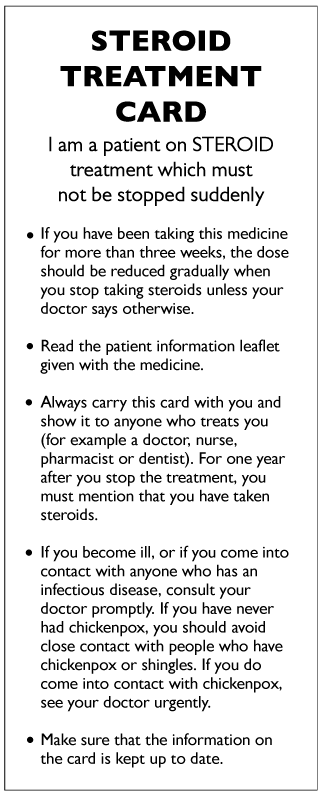 STEROID
TREATMENT
CARD
I am a patient on STEROID
treatment which must
not be stopped suddenly
• If you have been taking this medicine
for more than three weeks, the dose
should be reduced gradually when
you stop taking steroids unless your
doctor says otherwise.
• Read the patient information leaflet
given with the medicine.
• Always carry this card with you and
show it to anyone who treats you
(for example a doctor, nurse,
pharmacist or dentist). For one year
after you stop the treatment, you
must mention that you have taken
steroids.
• If you become ill, or if you come into
contact with anyone who has an
infectious disease, consult your
doctor promptly. If you have never
had chickenpox, you should avoid
close contact with people who have
chickenpox or shingles. If you do
come into contact with chickenpox,
see your doctor urgently.
• Make sure that the information on
the card is kept up to date.